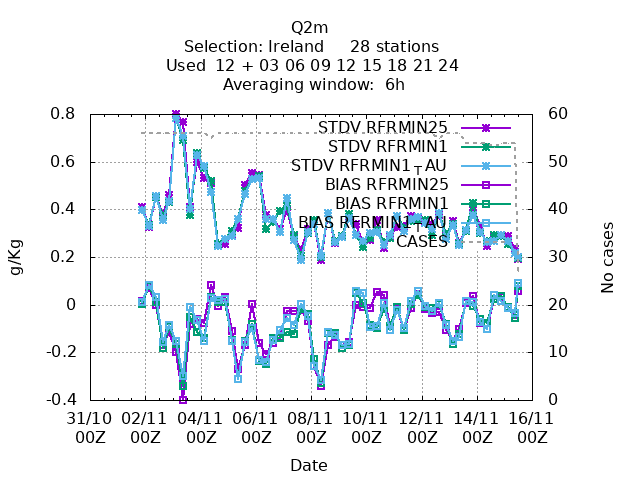 Q2m
Selection: Ireland 28 stations
Used 12 + 03 06 09 12 15 18 21 24
Averaging window: 6h
0.8
0.6
0.4
0.2
0
-0.2
-0.4
g/Kg
60
50
40
30
20
10
0
No cases
STDV RFRMIN25
STDV RFRMIN1
STDV RFRMIN1_TAU
BIAS RFRMIN25
BIAS RFRMIN1
BIAS RFRMIN1_TAU
CASES
31/10 02/11 04/11 06/11 08/11 10/11 12/11 14/11 16/11
00Z 00Z 00Z 00Z 00Z 00Z 00Z 00Z 00Z
Date